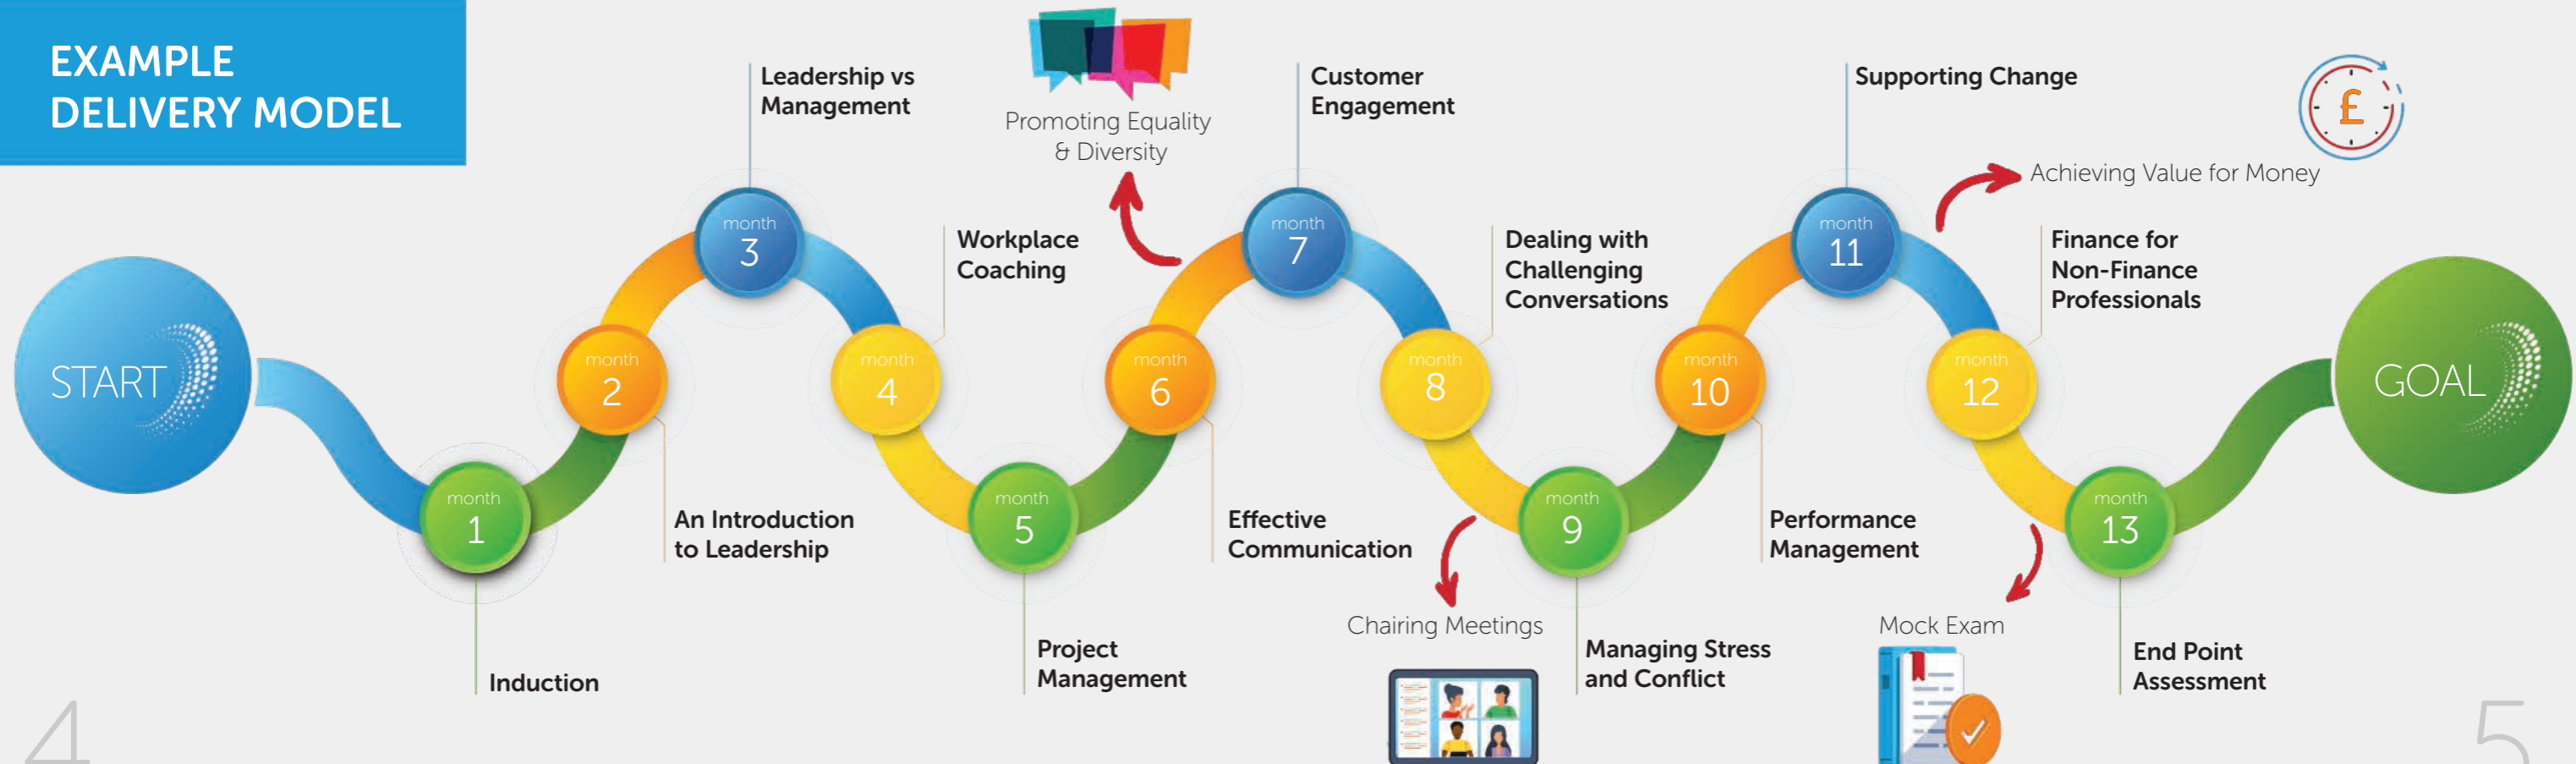 EXAMPLE
DELIVERY MODEL
START
month
1
Induction
month
2
An Introduction
to Leadership
month
3
Leadership vs
Management
month
4
Workplace
Coaching
month
5
Project
Management
month
6
Effective
Communication
Promoting Equality
& Diversity
month
7
Customer
Engagement
month
8
Dealing with
Challenging
Conversations
Chairing Meetings
month
9
Managing Stress
and Conflict
month
10
Performance
Management
month
11
Supporting Change
Achieving Value for Money
£
month
12
Finance for
Non-Finance
Professionals
Mock Exam
month
13
End Point
Assessment
GOAL
4
5